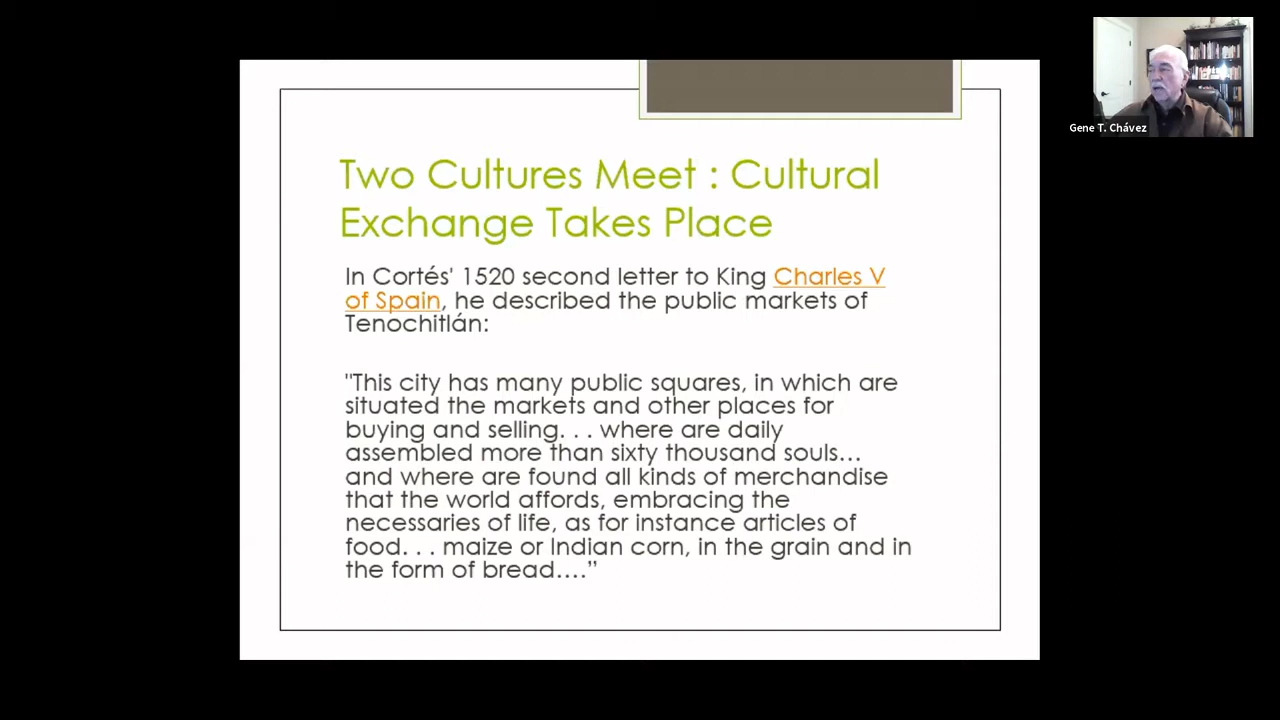 Two Cultures Meet : Cultural
Exchange Takes Place
In Cortés' 1520 second letter to King Charles V
of Spain, he described the public markets of
Tenochitlán:
"This city has many public squares, in which are
situated the markets and other places for
buying and selling. . . where are daily
assembled more than sixty thousand souls…
and where are found all kinds of merchandise
that the world affords, embracing the
necessaries of life, as for instance articles of
food. . . maize or Indian corn, in the grain and in
the form of bread….”
Gene T. Chávez